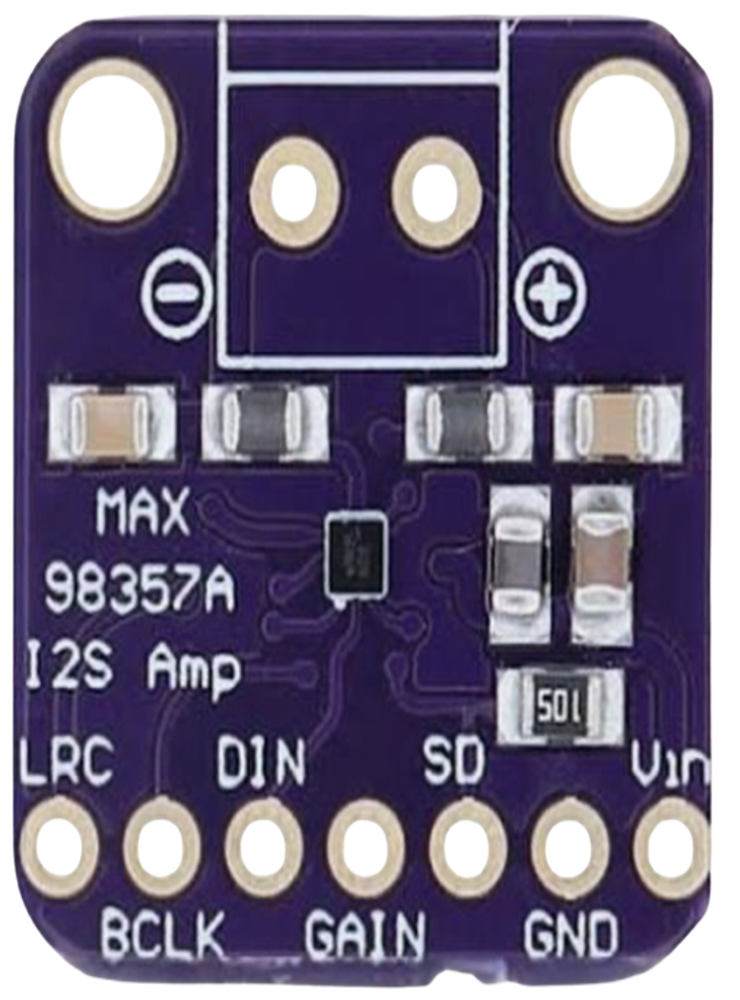 MAX
98357A
I2S Amp
501
LRC DIN SD Vin
BCLK GAIN GND